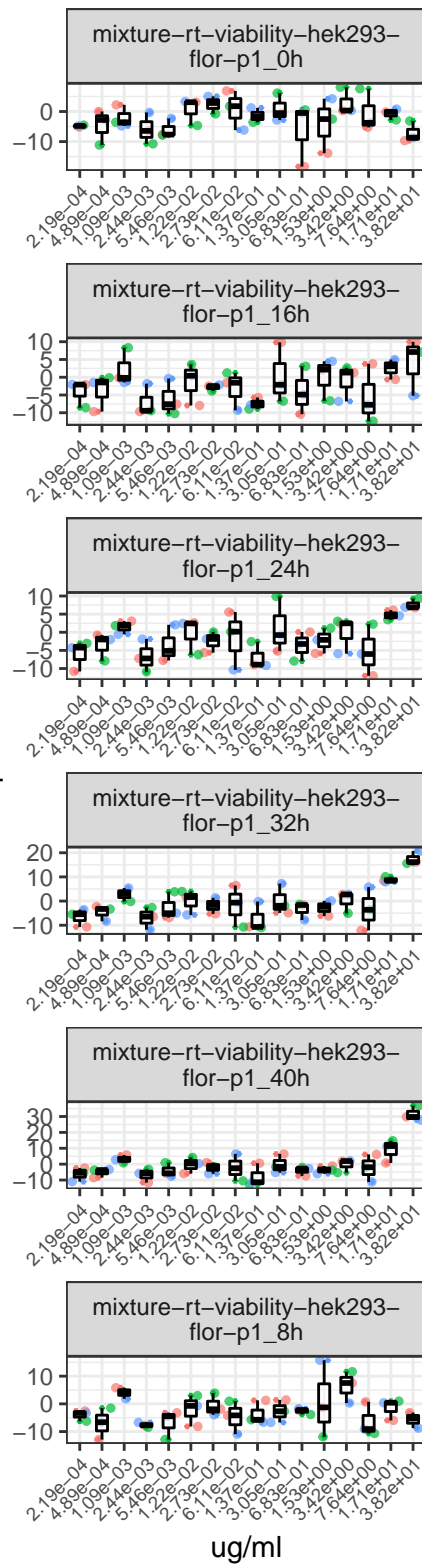 mixture−rt−viability−hek293−
flor−p1_0h
0
−10
2.19e−04
4.89e−04
1.09e−03
2.44e−03
5.46e−03
1.22e−02
2.73e−02
6.11e−02
1.37e−01
3.05e−01
6.83e−01
1.53e+00
3.42e+00
7.64e+00
1.71e+01
3.82e+01
mixture−rt−viability−hek293−
flor−p1_16h
10
5
0
−5
−10
2.19e−04
4.89e−04
1.09e−03
2.44e−03
5.46e−03
1.22e−02
2.73e−02
6.11e−02
1.37e−01
3.05e−01
6.83e−01
1.53e+00
3.42e+00
7.64e+00
1.71e+01
3.82e+01
mixture−rt−viability−hek293−
flor−p1_24h
10
5
0
−5
−10
2.19e−04
4.89e−04
1.09e−03
2.44e−03
5.46e−03
1.22e−02
2.73e−02
6.11e−02
1.37e−01
3.05e−01
6.83e−01
1.53e+00
3.42e+00
7.64e+00
1.71e+01
3.82e+01
mixture−rt−viability−hek293−
flor−p1_32h
20
10
0
−10
2.19e−04
4.89e−04
1.09e−03
2.44e−03
5.46e−03
1.22e−02
2.73e−02
6.11e−02
1.37e−01
3.05e−01
6.83e−01
1.53e+00
3.42e+00
7.64e+00
1.71e+01
3.82e+01
mixture−rt−viability−hek293−
flor−p1_40h
30
20
10
0
−10
2.19e−04
4.89e−04
1.09e−03
2.44e−03
5.46e−03
1.22e−02
2.73e−02
6.11e−02
1.37e−01
3.05e−01
6.83e−01
1.53e+00
3.42e+00
7.64e+00
1.71e+01
3.82e+01
mixture−rt−viability−hek293−
flor−p1_8h
10
0
−10
2.19e−04
4.89e−04
1.09e−03
2.44e−03
5.46e−03
1.22e−02
2.73e−02
6.11e−02
1.37e−01
3.05e−01
6.83e−01
1.53e+00
3.42e+00
7.64e+00
1.71e+01
3.82e+01
ug/ml